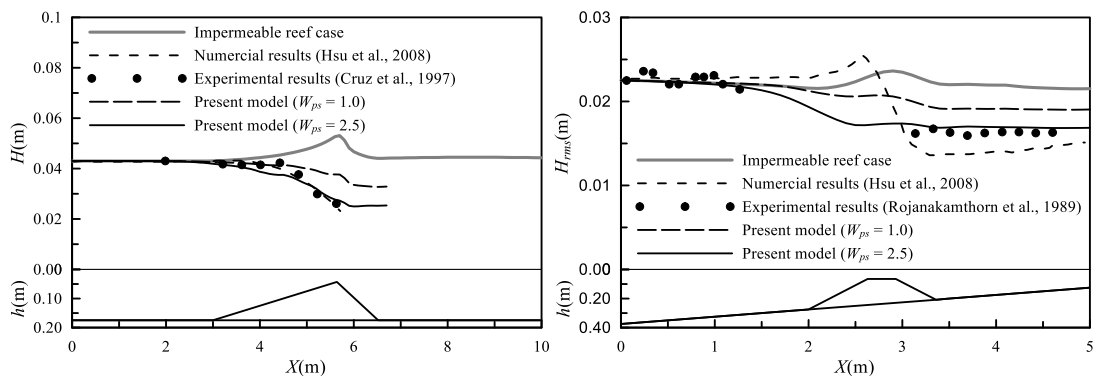 0.1
0.08
0.06
0.04
0.02
0.00
0.10
0.20
H(m)
h(m)
Impermeable reef case
Numercial results (Hsu et al., 2008)
Experimental results (Cruz et al., 1997)
Present model (Wps = 1.0)
Present model (Wps = 2.5)
0 2 4 6 8 10
X(m)
0.03
0.02
0.01
0.00
0.20
0.40
Hrms(m)
h(m)
Impermeable reef case
Numercial results (Hsu et al., 2008)
Experimental results (Rojanakamthorn et al., 1989)
Present model (Wps = 1.0)
Present model (Wps = 2.5)
0 1 2 3 4 5
X(m)